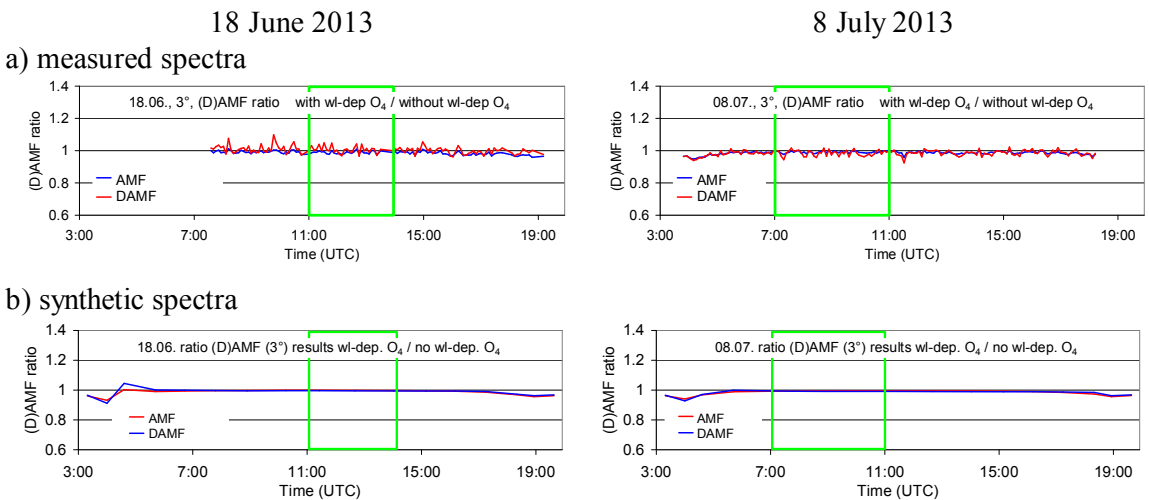 18 June 2013
8 July 2013
a) measured spectra
18.06., 3°, (D)AMF ratio with wl-dep O₄ / without wl-dep O₄
(D)AMF ratio
1.4
1.2
1
0.8
0.6
AMF
DAMF
3:00 7:00 11:00 15:00 19:00
Time (UTC)
08.07., 3°, (D)AMF ratio with wl-dep O₄ / without wl-dep O₄
(D)AMF ratio
1.4
1.2
1
0.8
0.6
AMF
DAMF
3:00 7:00 11:00 15:00 19:00
Time (UTC)
b) synthetic spectra
18.06. ratio (D)AMF (3°) results wl-dep. O₄ / no wl-dep. O₄
(D)AMF ratio
1.4
1.2
1
0.8
0.6
AMF
DAMF
3:00 7:00 11:00 15:00 19:00
Time (UTC)
08.07. ratio (D)AMF (3°) results wl-dep. O₄ / no wl-dep. O₄
(D)AMF ratio
1.4
1.2
1
0.8
0.6
AMF
DAMF
3:00 7:00 11:00 15:00 19:00
Time (UTC)